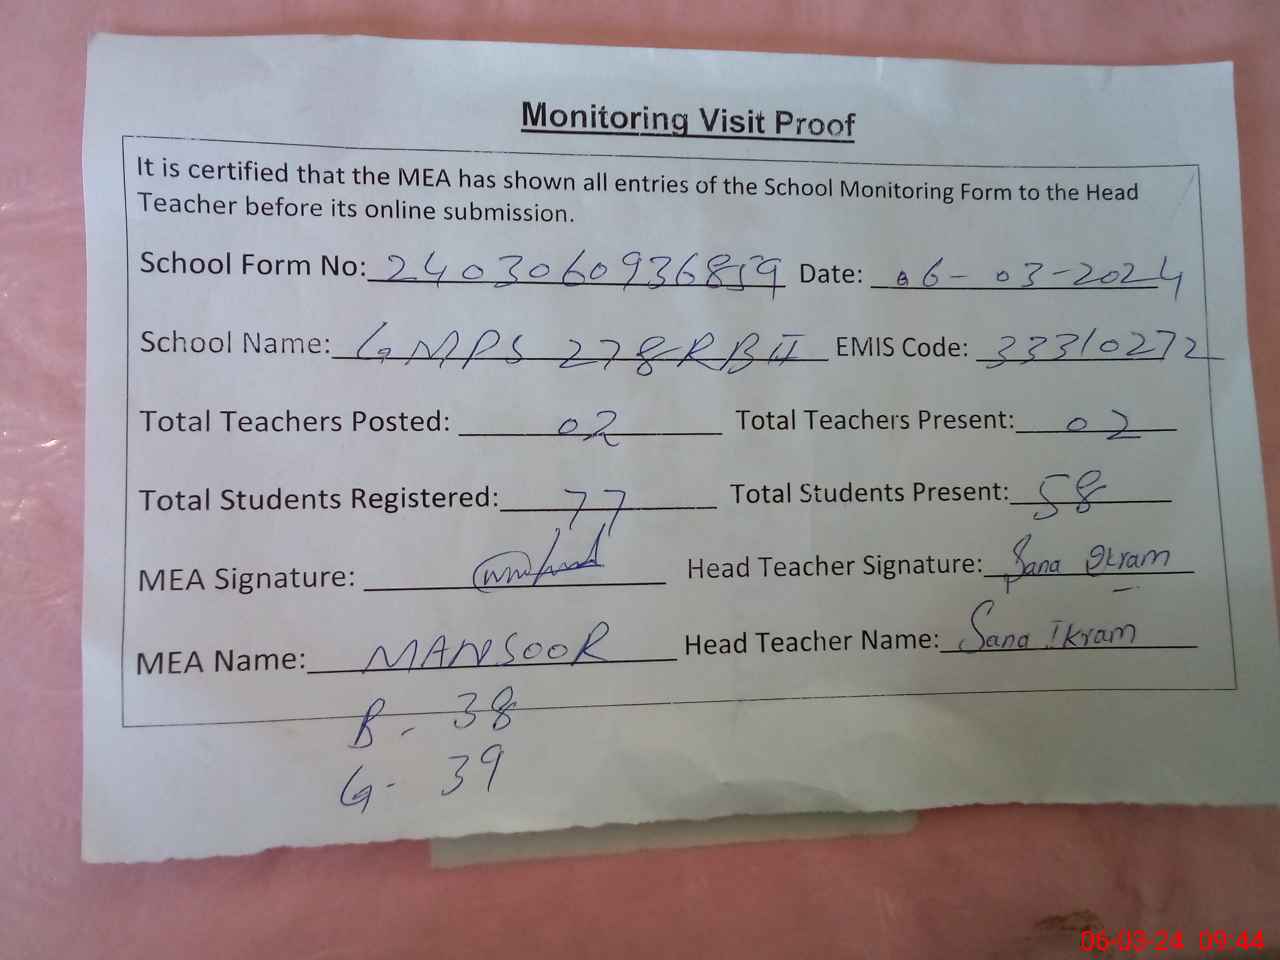 Monitoring Visit Proof
It is certified that the MEA has shown all entries of the School Monitoring Form to the Head
Teacher before its online submission.
School Form No: 2403060936859 Date: 06-03-2024
School Name: GMPS 278RB II EMIS Code: 33310272
Total Teachers Posted: 02 Total Teachers Present: 02
Total Students Registered: 77 Total Students Present: 58
MEA Signature: Head Teacher Signature: Sana Ikram
MEA Name: MANSOOR Head Teacher Name: Sana Ikram
B - 38
G - 39
06-03-24 09:44